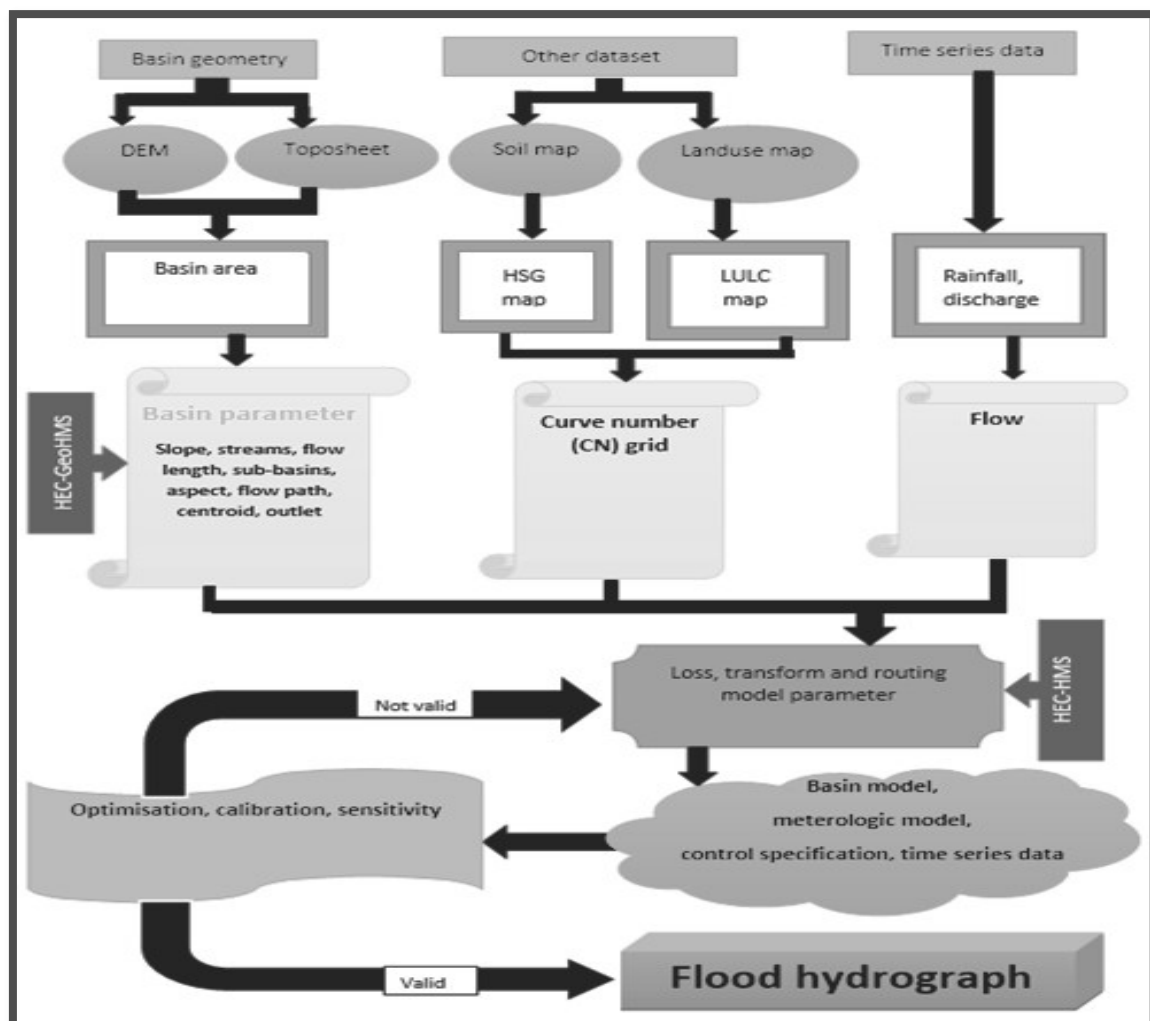 Basin geometry
Other dataset
Time series data
DEM
Toposheet
Soil map
Landuse map
Basin area
HSG
map
LULC
map
Rainfall,
discharge
HEC-GeoHMS
Basin parameter
Slope, streams, flow
length, sub-basins,
aspect, flow path,
centroid, outlet
Curve number
(CN) grid
Flow
Loss, transform and routing
model parameter
HEC-HMS
Not valid
Optimisation, calibration, sensitivity
Basin model,
meterologic model,
control specification, time series data
Valid
Flood hydrograph